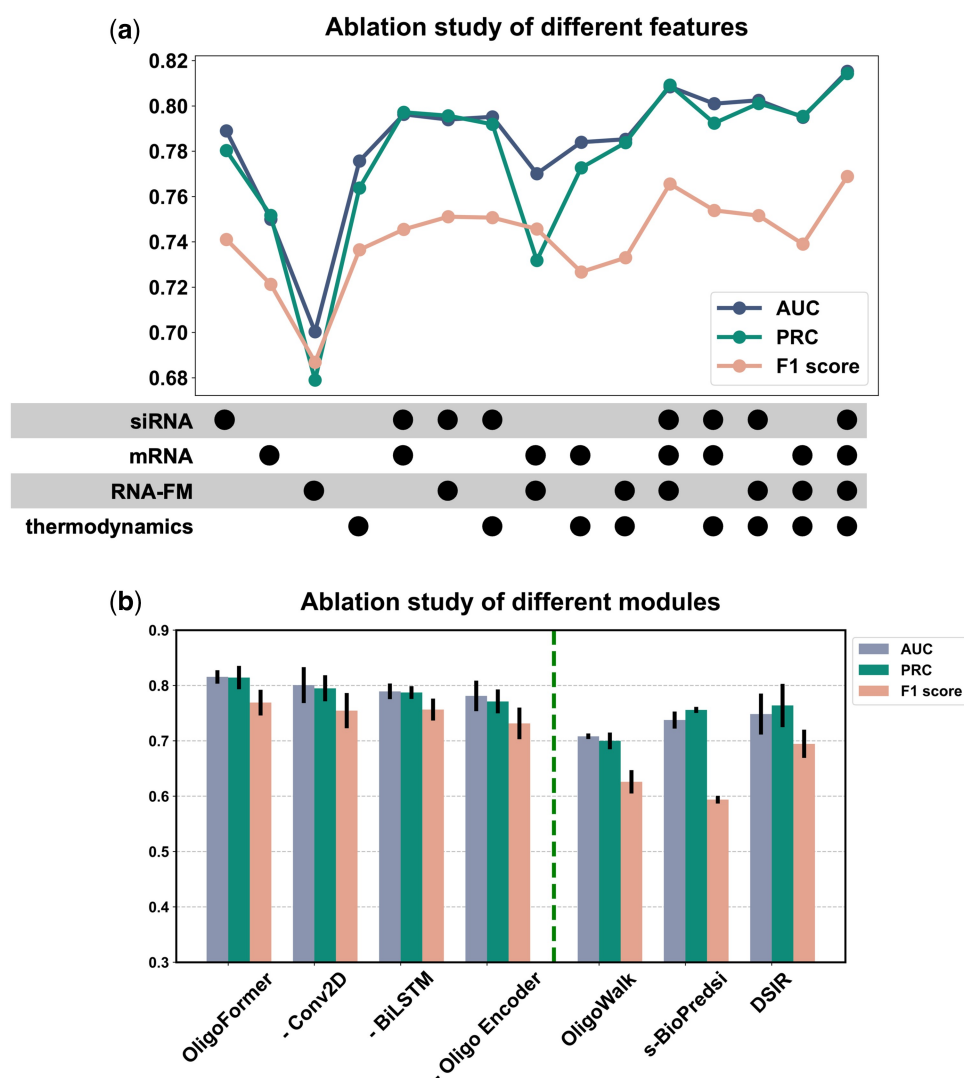 (a)
Ablation study of different features
0.82
0.80
0.78
0.76
0.74
0.72
0.70
0.68
AUC
PRC
F1 score
siRNA
mRNA
RNA-FM
thermodynamics
(b)
Ablation study of different modules
0.9
0.8
0.7
0.6
0.5
0.4
0.3
AUC
PRC
F1 score
OligoFormer
- Conv2D
- BiLSTM
- Oligo Encoder
OligoWalk
s-BioPredsi
DSIR